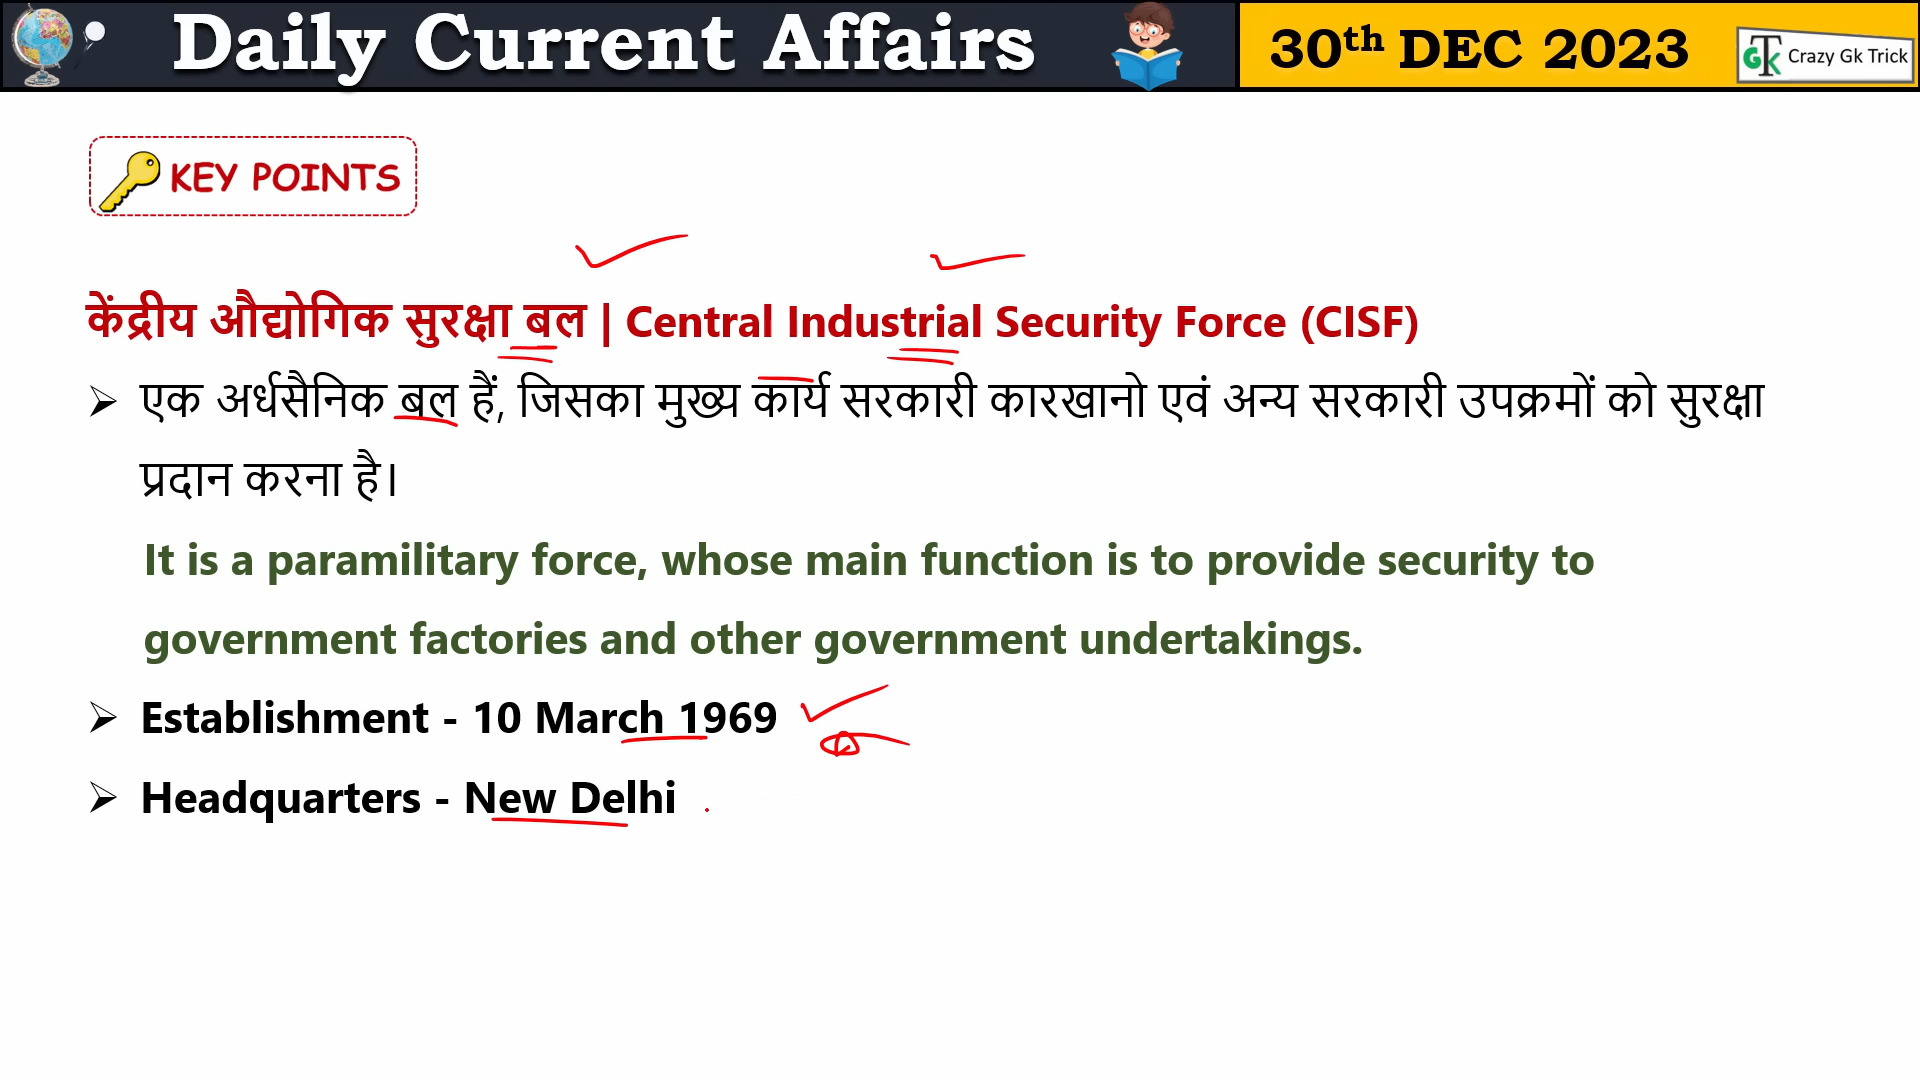 Daily Current Affairs
30th DEC 2023
GK Crazy Gk Trick
KEY POINTS
केंद्रीय औद्योगिक सुरक्षा बल | Central Industrial Security Force (CISF)
एक अर्धसैनिक बल हैं, जिसका मुख्य कार्य सरकारी कारखानो एवं अन्य सरकारी उपक्रमों को सुरक्षा
प्रदान करना है।
It is a paramilitary force, whose main function is to provide security to
government factories and other government undertakings.
Establishment - 10 March 1969
Headquarters - New Delhi